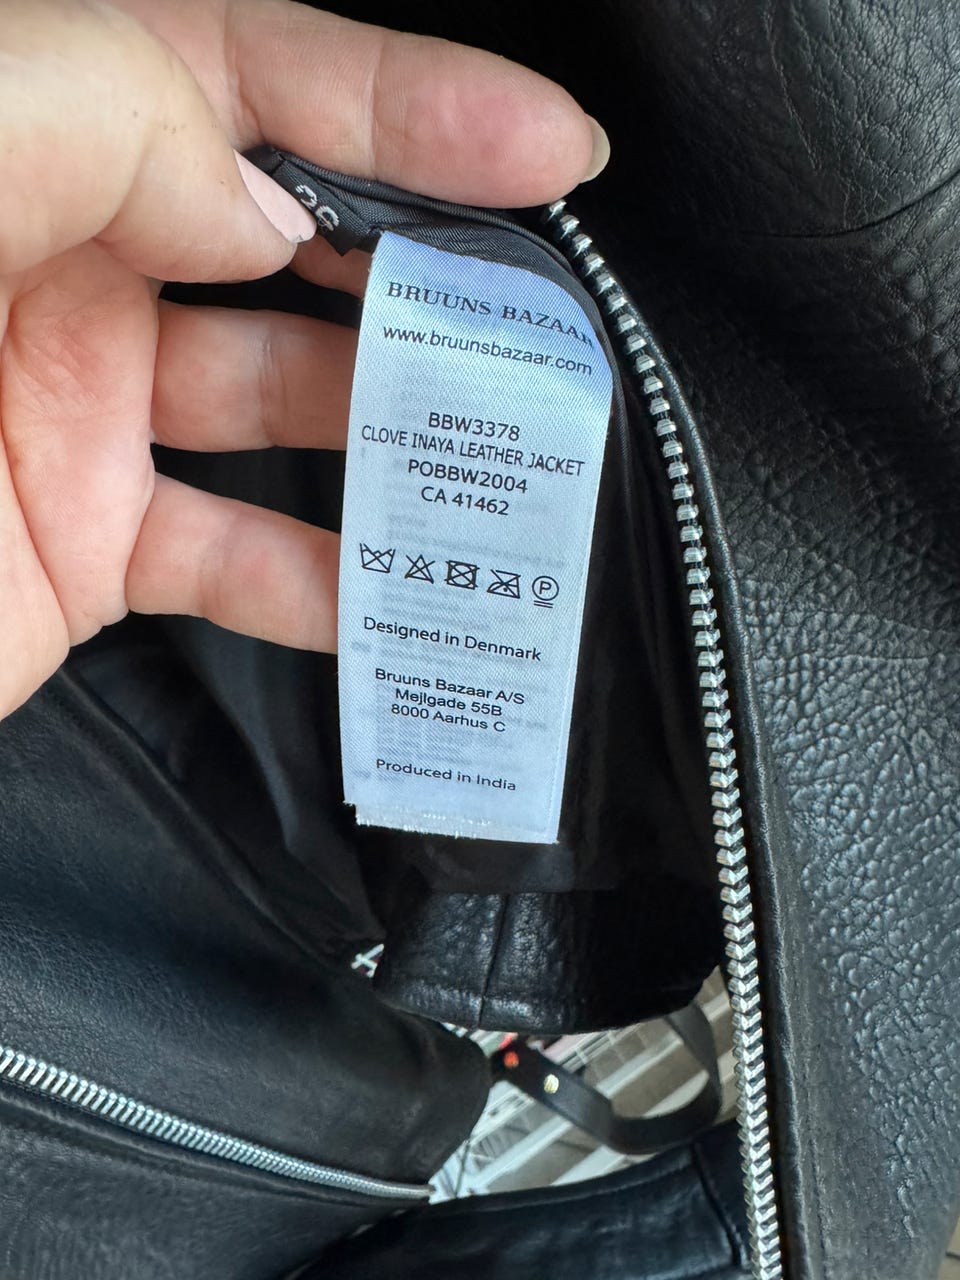 BRUUNS BAZAAR
www.bruunsbazaar.com
BBW3378
CLOVE INAYA LEATHER JACKET
POBBW2004
CA 41462
P
Designed in Denmark
Bruuns Bazaar A/S
Mejlgade 55B
8000 Aarhus C
Produced in India